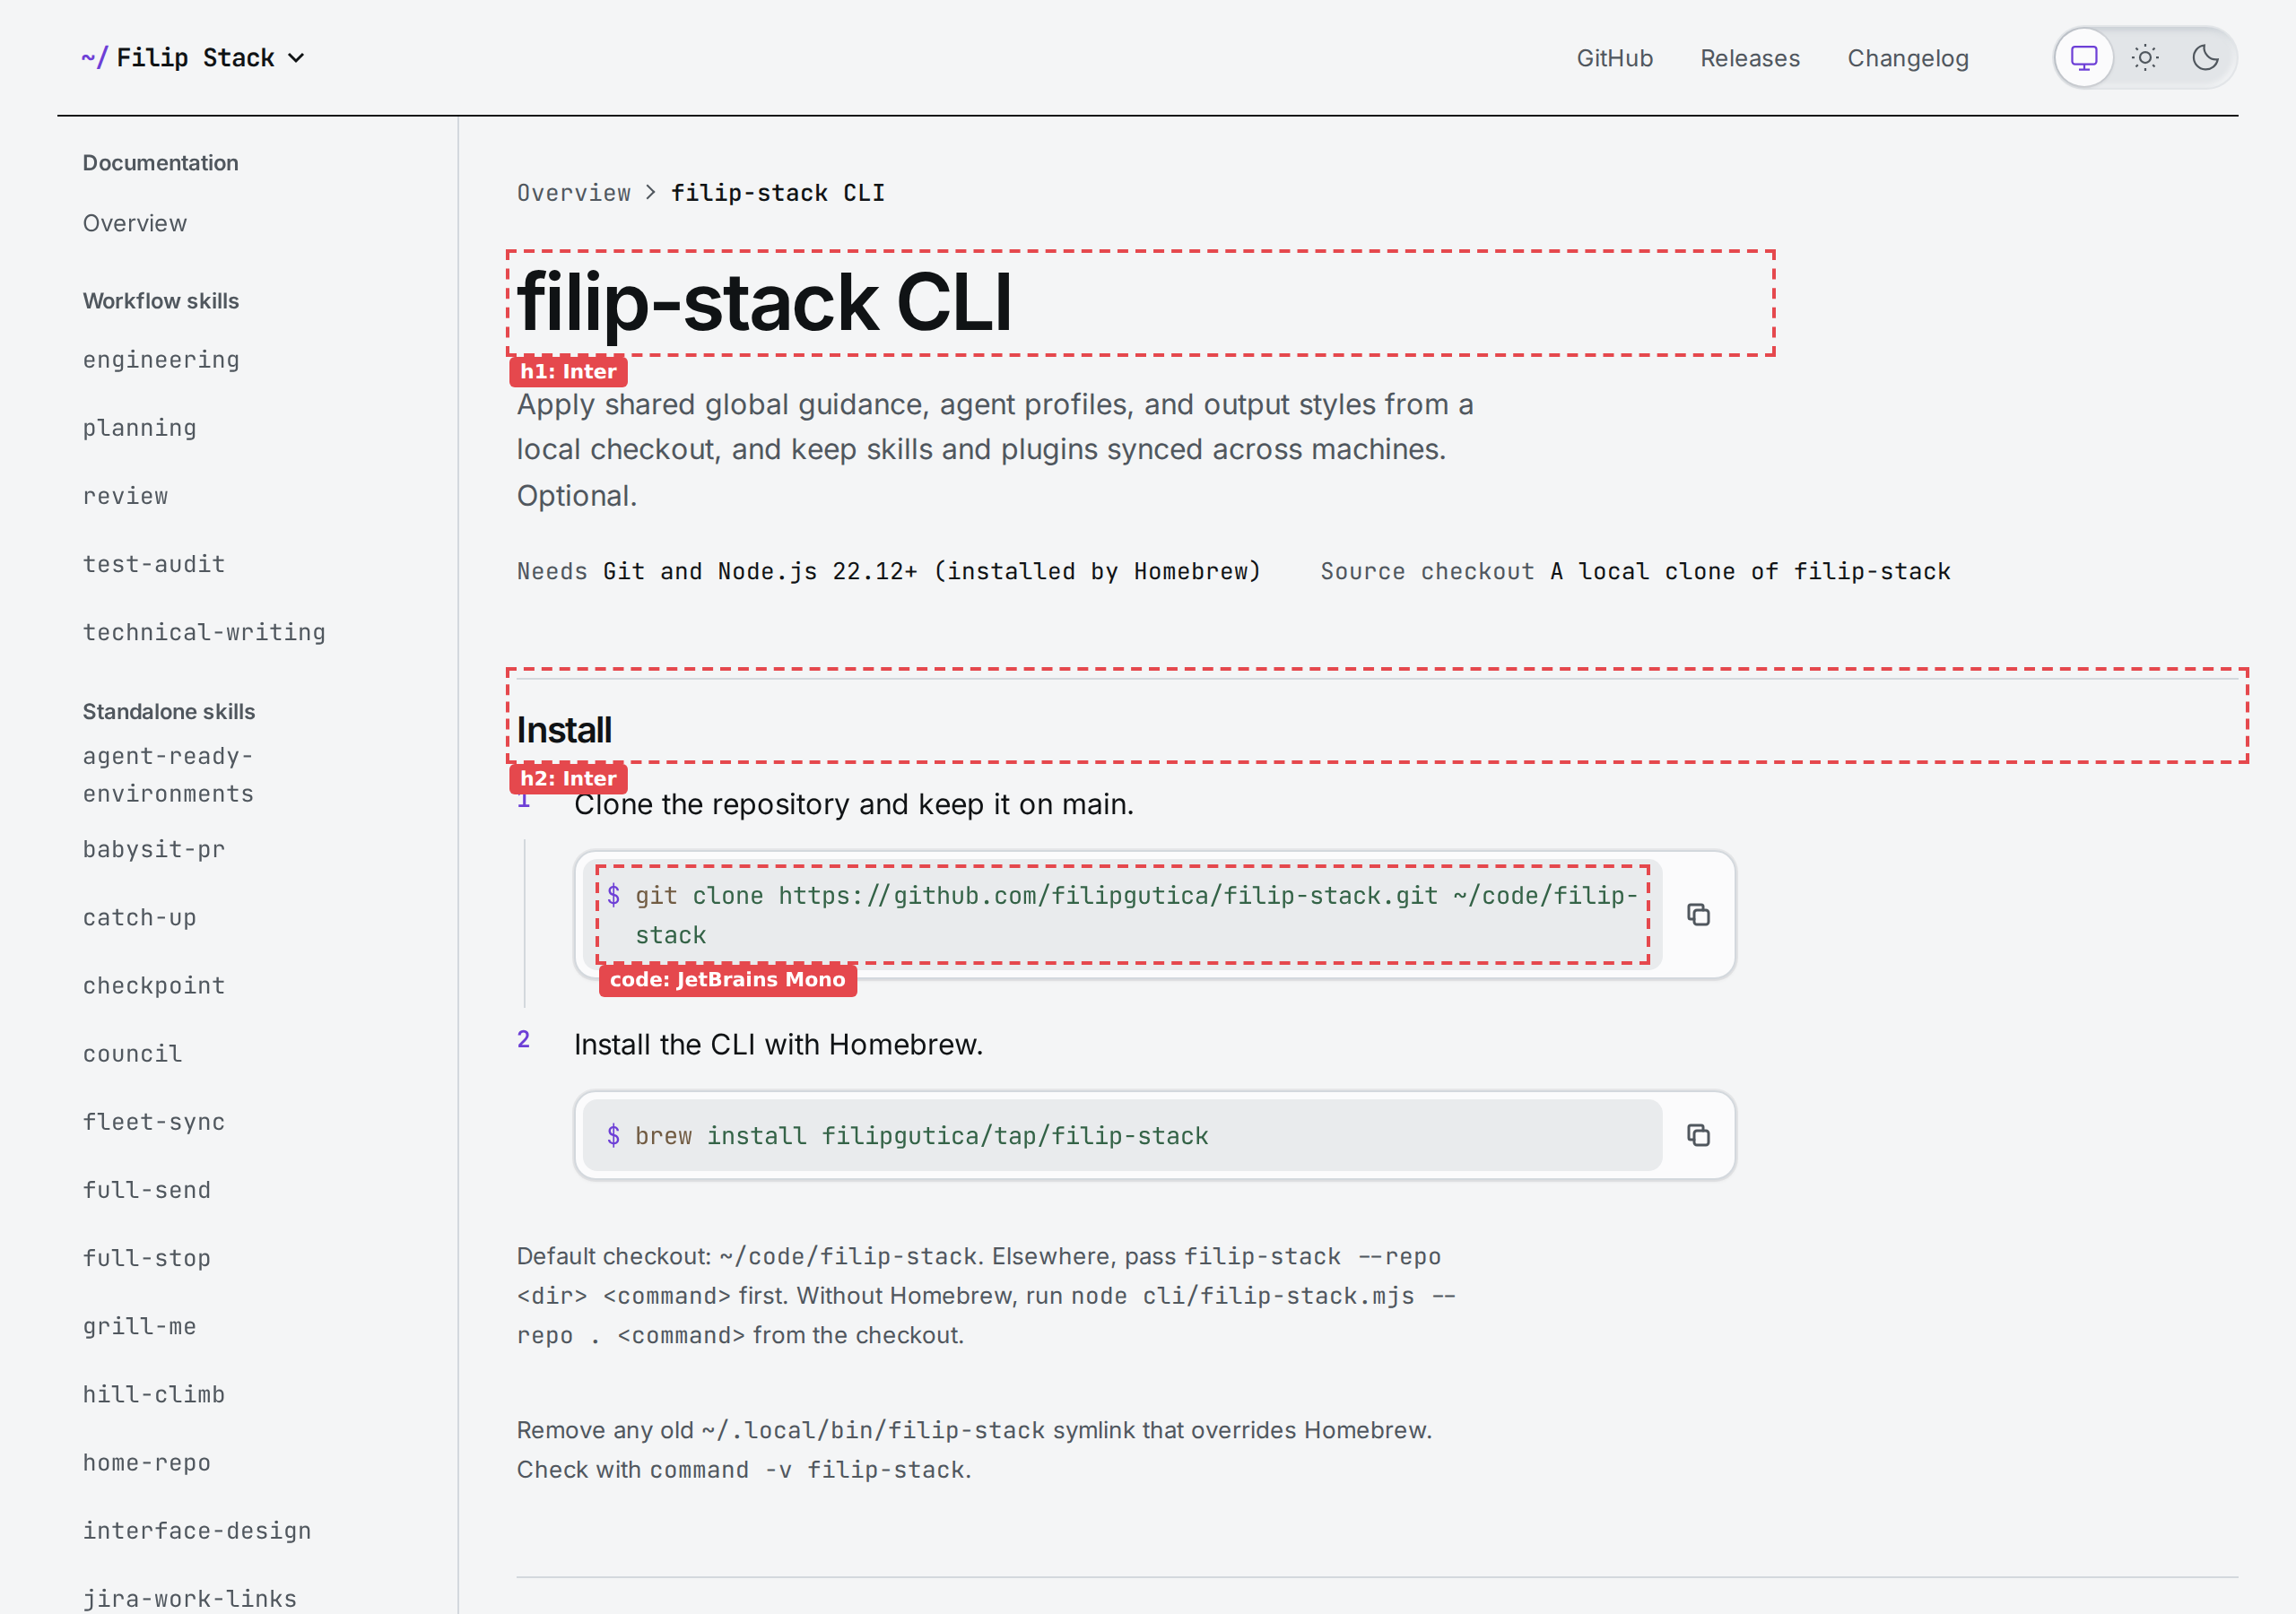 ~/ Filip Stack
GitHub
Releases
Changelog
Documentation
Overview
Workflow skills
engineering
planning
review
test-audit
technical-writing
Standalone skills
agent-ready-
environments
babysit-pr
catch-up
checkpoint
council
fleet-sync
full-send
full-stop
grill-me
hill-climb
home-repo
interface-design
jira-work-links
Overview > filip-stack CLI
filip-stack CLI
h1: Inter
Apply shared global guidance, agent profiles, and output styles from a
local checkout, and keep skills and plugins synced across machines.
Optional.
Needs Git and Node.js 22.12+ (installed by Homebrew)
Source checkout A local clone of filip-stack
Install
h2: Inter
1 Clone the repository and keep it on main.
$ git clone https://github.com/filipgutica/filip-stack.git ~/code/filip-
stack
code: JetBrains Mono
2 Install the CLI with Homebrew.
$ brew install filipgutica/tap/filip-stack
Default checkout: ~/code/filip-stack. Elsewhere, pass filip-stack --repo
<dir> <command> first. Without Homebrew, run node cli/filip-stack.mjs --
repo . <command> from the checkout.
Remove any old ~/.local/bin/filip-stack symlink that overrides Homebrew.
Check with command -v filip-stack.